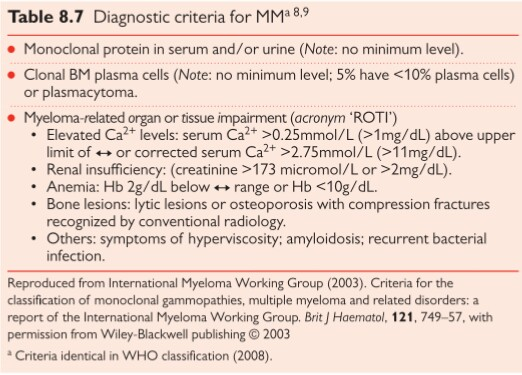 Table 8.7 Diagnostic criteria for MMᵃ ⁸,⁹
● Monoclonal protein in serum and/or urine (Note: no minimum level).
● Clonal BM plasma cells (Note: no minimum level; 5% have <10% plasma cells)
or plasmacytoma.
● Myeloma-related organ or tissue impairment (acronym ‘ROTI’)
• Elevated Ca²⁺ levels: serum Ca²⁺ >0.25mmol/L (>1mg/dL) above upper
limit of ↔ or corrected serum Ca²⁺ >2.75mmol/L (>11mg/dL).
• Renal insufficiency: (creatinine >173 micromol/L or >2mg/dL).
• Anemia: Hb 2g/dL below ↔ range or Hb <10g/dL.
• Bone lesions: lytic lesions or osteoporosis with compression fractures
recognized by conventional radiology.
• Others: symptoms of hyperviscosity; amyloidosis; recurrent bacterial
infection.
Reproduced from International Myeloma Working Group (2003). Criteria for the
classification of monoclonal gammopathies, multiple myeloma and related disorders: a
report of the International Myeloma Working Group. Brit J Haematol, 121, 749–57, with
permission from Wiley-Blackwell publishing © 2003
ᵃ Criteria identical in WHO classification (2008).